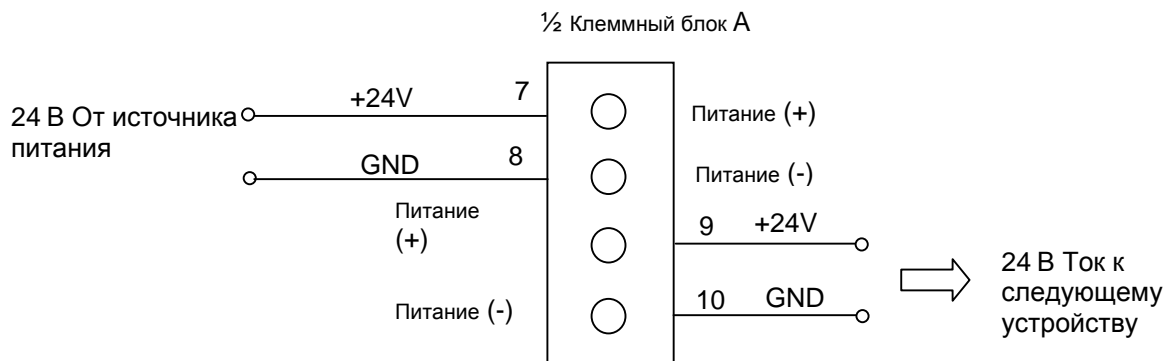 ½ Клеммный блок A
24 В От источника
питания
+24V
7
Питание (+)
GND
8
Питание (-)
Питание
(+)
9
+24V
Питание (-)
10
GND
24 В Ток к
следующему
устройству